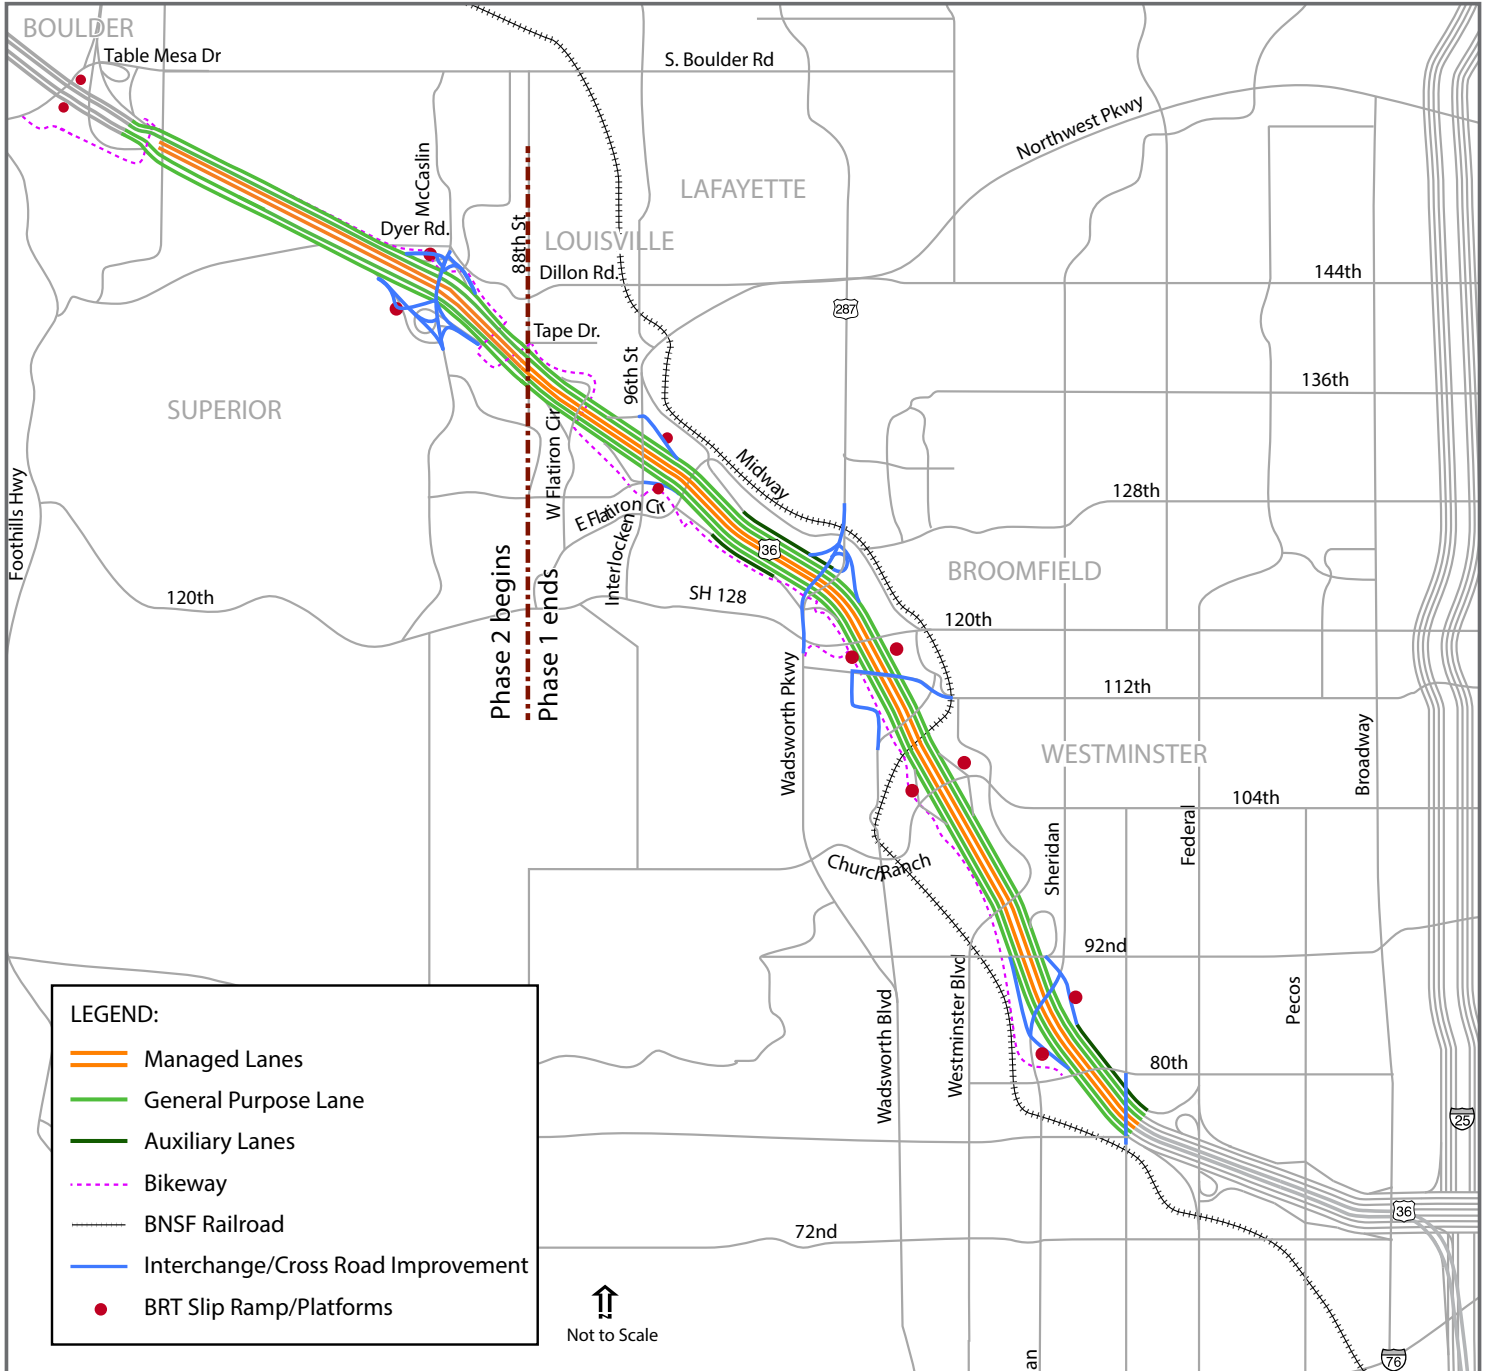 BOULDER
Table Mesa Dr
S. Boulder Rd
Northwest Pkwy
McCaslin
LAFAYETTE
Dyer Rd.
88th St
LOUISVILLE
Dillon Rd.
144th
287
Tape Dr.
96th St
136th
SUPERIOR
W Flatiron Cir
Midway
Foothills Hwy
E Flatiron Cir
128th
Interlocken
36
BROOMFIELD
Phase 2 begins
Phase 1 ends
120th
SH 128
120th
Wadsworth Pkwy
112th
WESTMINSTER
Broadway
104th
Federal
Sheridan
Church Ranch
92nd
Westminster Blvd
Wadsworth Blvd
Pecos
80th
25
36
72nd
LEGEND:
Managed Lanes
General Purpose Lane
Auxiliary Lanes
Bikeway
BNSF Railroad
Interchange/Cross Road Improvement
BRT Slip Ramp/Platforms
N
Not to Scale
an
76